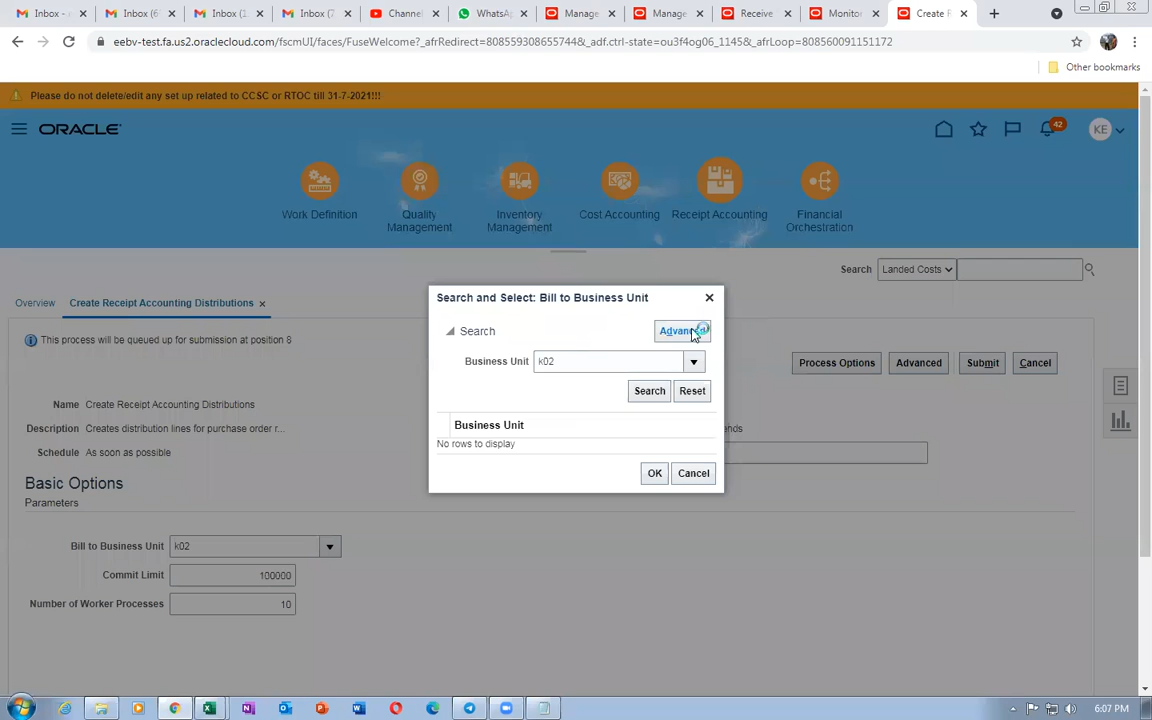 Inbox -
Inbox (6
Inbox (1
Inbox (7
Channel
WhatsA
Manage
Manage
Receive
Monitor
Create R
eebv-test.fa.us2.oraclecloud.com/fscmUI/faces/FuseWelcome?_afrRedirect=808559308655744&_adf.ctrl-state=ou3f4og06_1145&_afrLoop=808560091151172
Other bookmarks
Please do not delete/edit any set up related to CCSC or RTOC till 31-7-2021!!!
ORACLE
42
KE
Work Definition
Quality Management
Inventory Management
Cost Accounting
Receipt Accounting
Financial Orchestration
Search
Landed Costs
Overview
Create Receipt Accounting Distributions
This process will be queued up for submission at position 8
Process Options
Advanced
Submit
Cancel
Name
Create Receipt Accounting Distributions
Description
Creates distribution lines for purchase order r...
ends
Schedule
As soon as possible
Basic Options
Parameters
Bill to Business Unit
k02
Commit Limit
100000
Number of Worker Processes
10
Search and Select: Bill to Business Unit
Search
Business Unit
k02
Search
Reset
Business Unit
No rows to display
OK
Cancel
6:07 PM